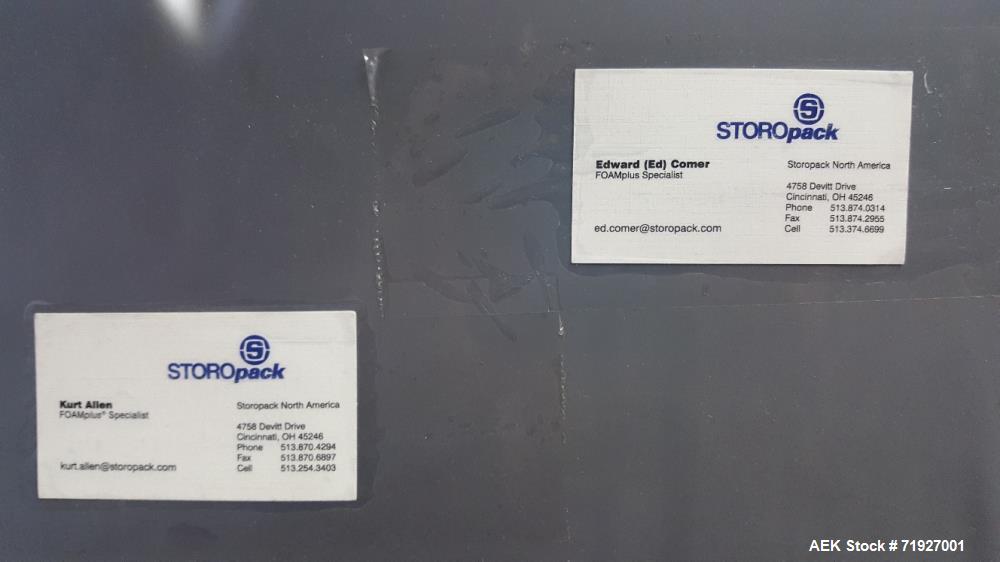 STOROpack
Edward (Ed) Comer
FOAMplus Specialist
ed.comer@storopack.com
Storopack North America
4758 Devitt Drive
Cincinnati, OH 45246
Phone 513.874.0314
Fax 513.874.2955
Cell 513.374.6699
STOROpack
Kurt Allen
FOAMplus® Specialist
kurt.allen@storopack.com
Storopack North America
4758 Devitt Drive
Cincinnati, OH 45246
Phone 513.870.4294
Fax 513.870.6897
Cell 513.254.3403
AEK Stock # 71927001